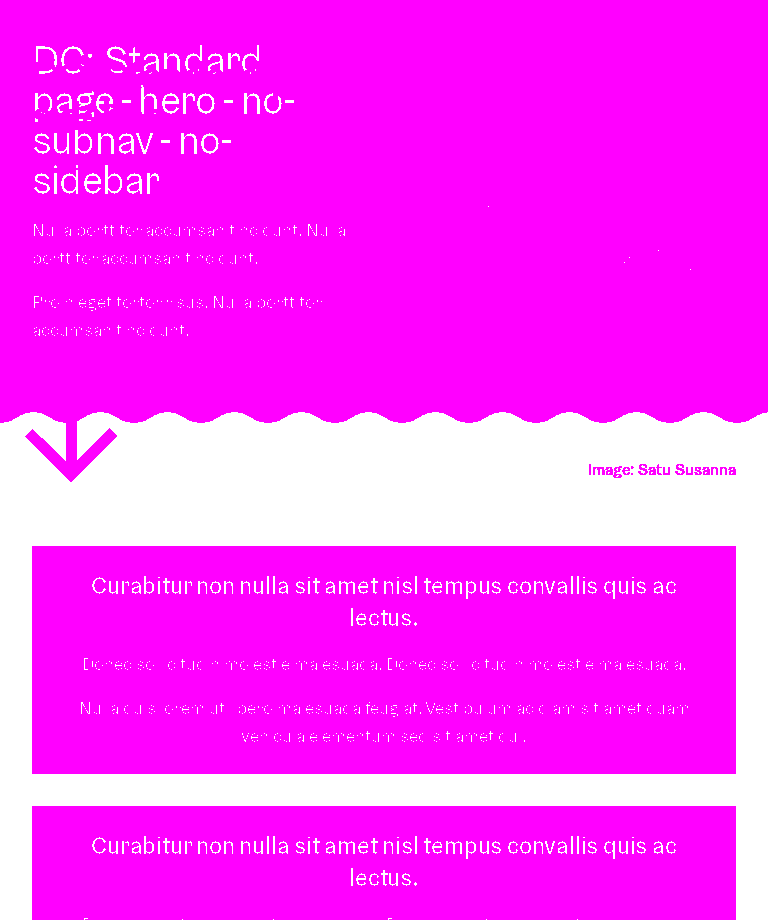 DC: Standard
page - hero - no-
subnav - no-
sidebar
Nulla porttitor accumsan tincidunt. Nulla
porttitor accumsan tincidunt.
Proin eget tortor risus. Nulla porttitor
accumsan tincidunt.
Image: Satu Susanna
Curabitur non nulla sit amet nisl tempus convallis quis ac
lectus.
Donec sollicitudin molestie malesuada. Donec sollicitudin molestie malesuada.
Nulla quis lorem ut libero malesuada feugiat. Vestibulum ac diam sit amet quam
vehicula elementum sed sit amet dui.
Curabitur non nulla sit amet nisl tempus convallis quis ac
lectus.